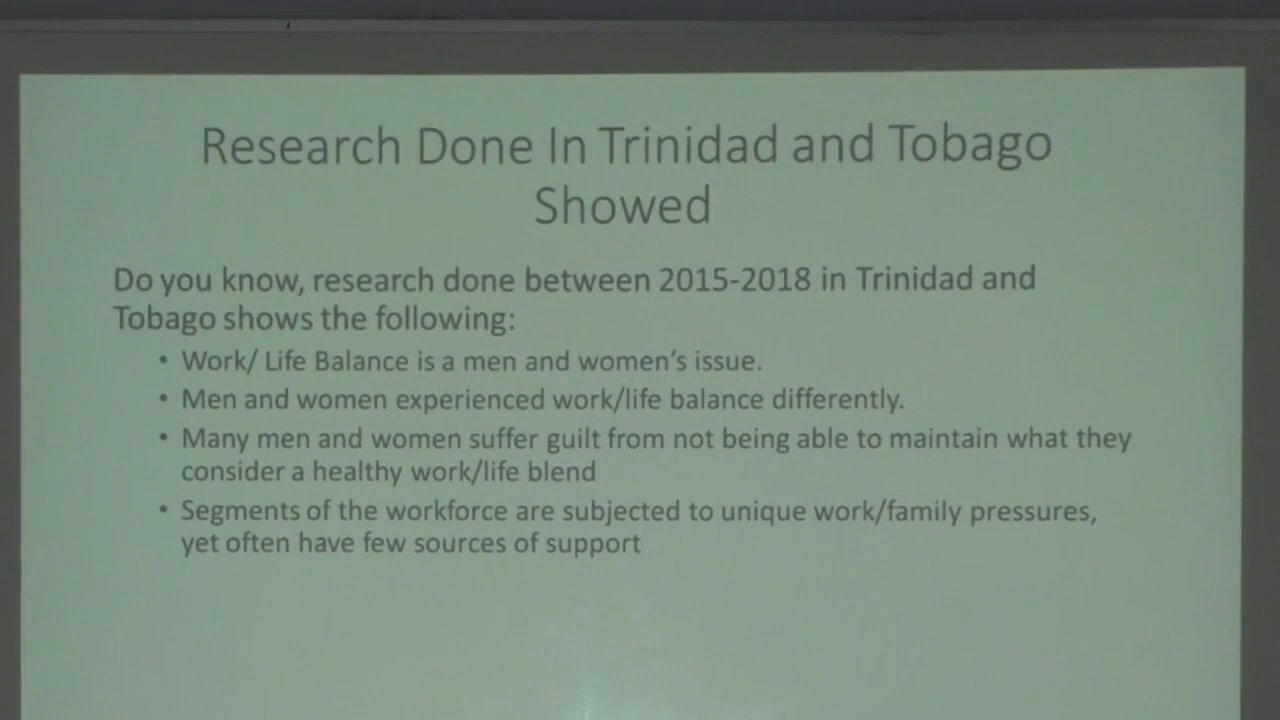 Research Done In Trinidad and Tobago
Showed
Do you know, research done between 2015-2018 in Trinidad and
Tobago shows the following:
• Work/ Life Balance is a men and women's issue.
• Men and women experienced work/life balance differently.
• Many men and women suffer guilt from not being able to maintain what they
consider a healthy work/life blend
• Segments of the workforce are subjected to unique work/family pressures,
yet often have few sources of support